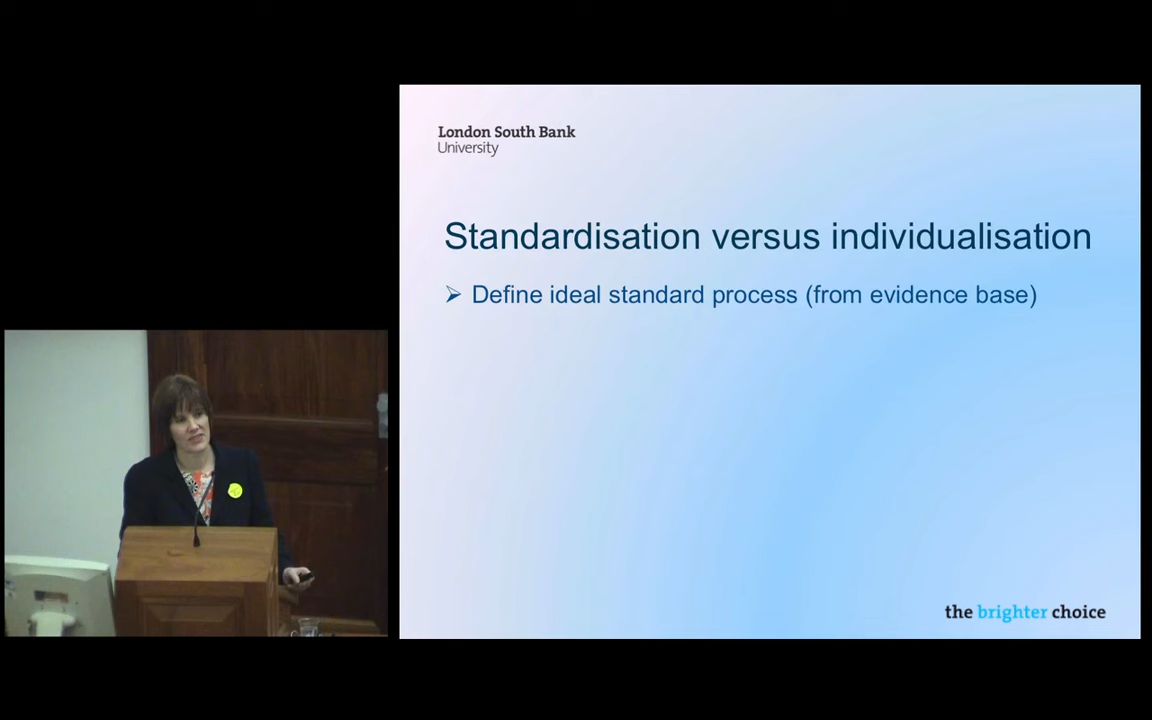 London South Bank
University
Standardisation versus individualisation
➢ Define ideal standard process (from evidence base)
the brighter choice